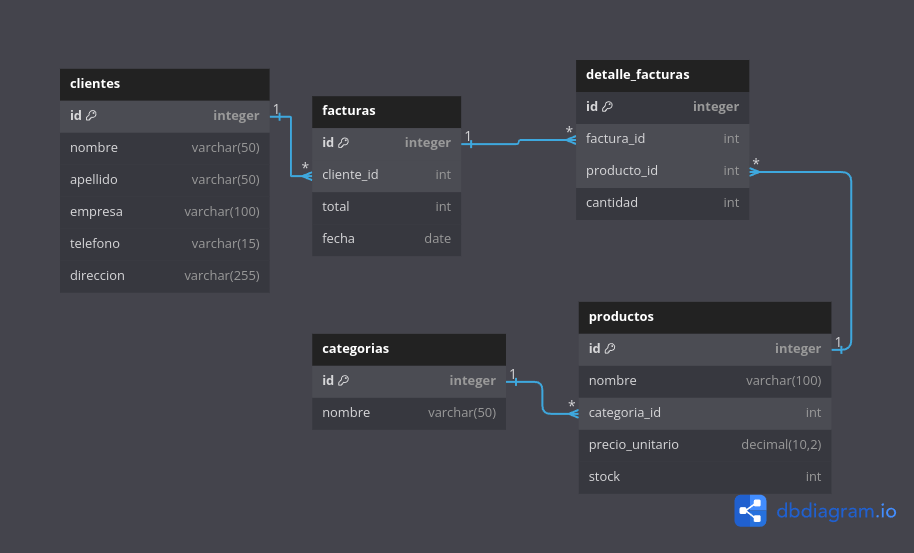 clientes
id integer
nombre varchar(50)
apellido varchar(50)
empresa varchar(100)
telefono varchar(15)
direccion varchar(255)
1
*
facturas
id integer
cliente_id int
total int
fecha date
1
*
detalle_facturas
id integer
factura_id int
producto_id int
cantidad int
*
categorias
id integer
nombre varchar(50)
1
*
productos
id integer
nombre varchar(100)
categoria_id int
precio_unitario decimal(10,2)
stock int
1
dbdiagram.io